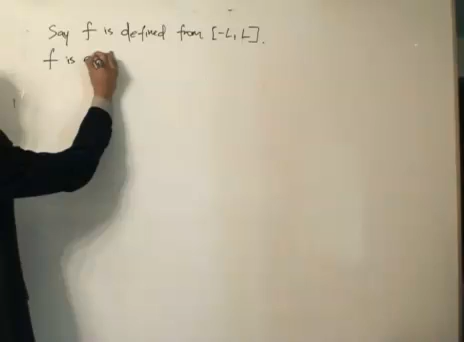 Say f is defined from [-L, L].
f is